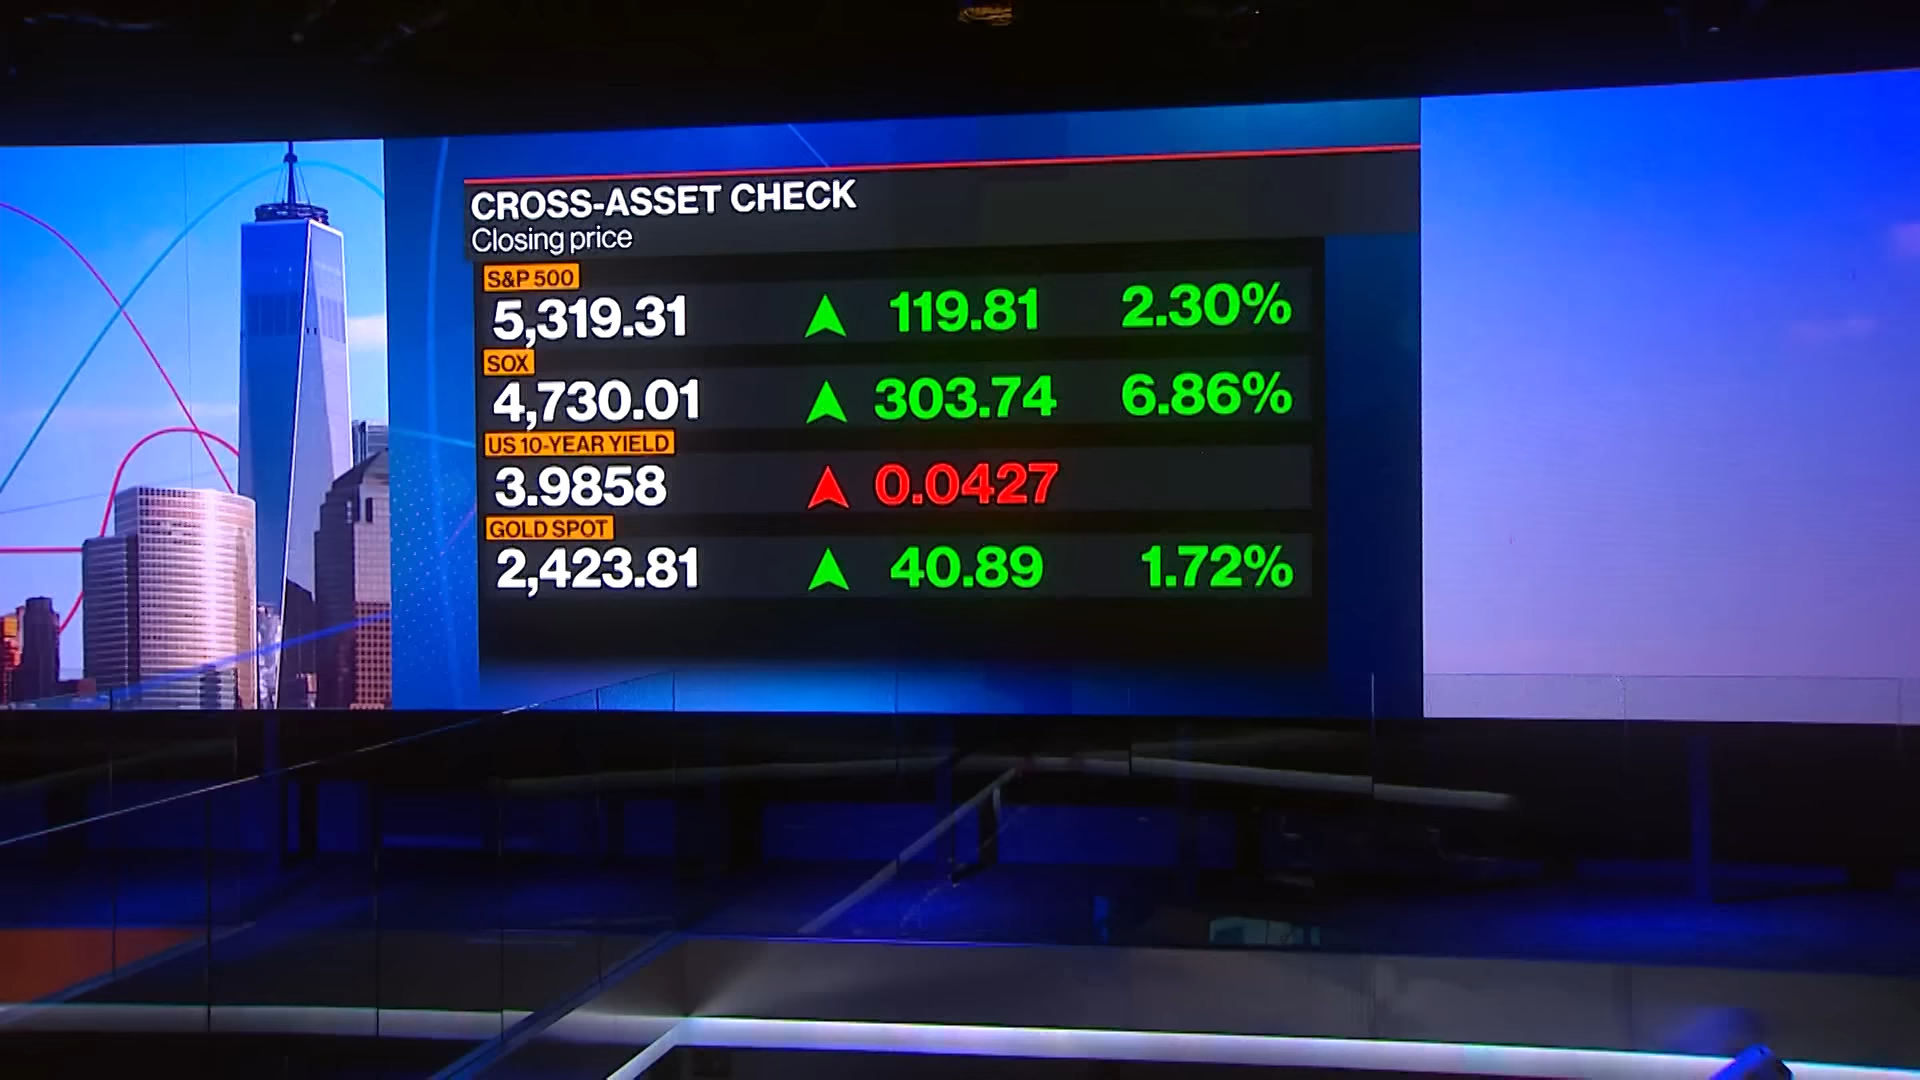 CROSS-ASSET CHECK
Closing price
S&P 500
5,319.31 119.81 2.30%
SOX
4,730.01 303.74 6.86%
US 10-YEAR YIELD
3.9858 0.0427
GOLD SPOT
2,423.81 40.89 1.72%